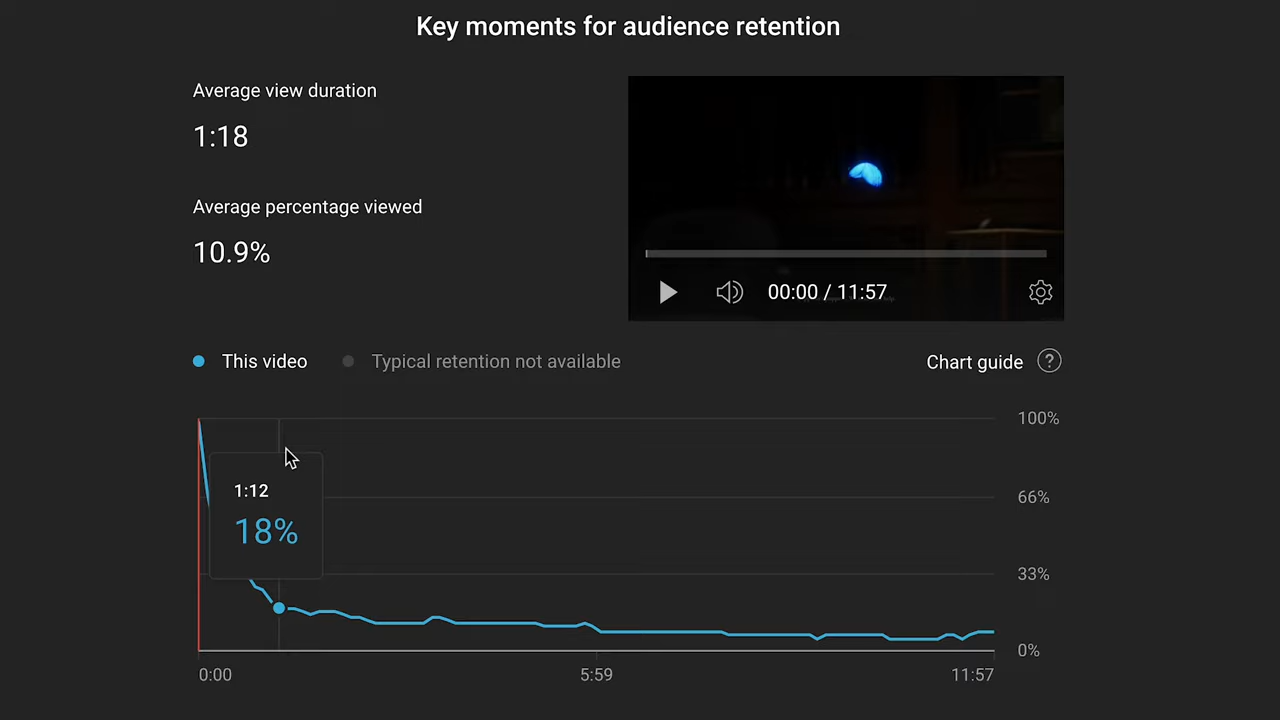 Key moments for audience retention
Average view duration
1:18
Average percentage viewed
10.9%
00:00 / 11:57
This video
Typical retention not available
Chart guide ?
100%
1:12
66%
18%
33%
0%
0:00
5:59
11:57